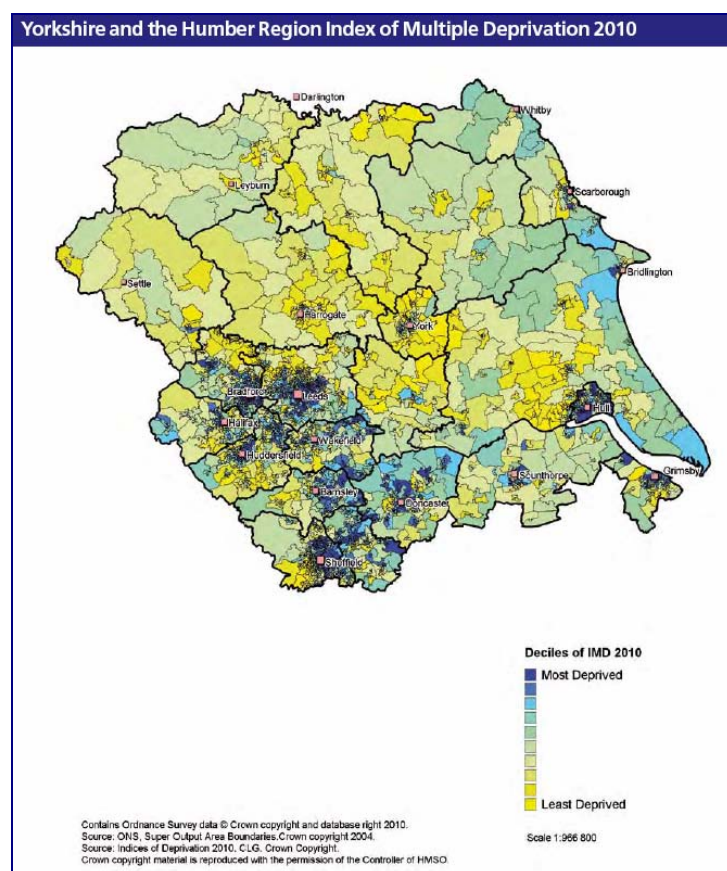 Yorkshire and the Humber Region Index of Multiple Deprivation 2010
Darlington
Whitby
Leyburn
Scarborough
Bridlington
Settle
Harrogate
York
Bradford
Leeds
Hull
Halifax
Wakefield
Huddersfield
Scunthorpe
Grimsby
Barnsley
Doncaster
Sheffield
Deciles of IMD 2010
Most Deprived
Least Deprived
Contains Ordnance Survey data © Crown copyright and database right 2010.
Source: ONS, Super Output Area Boundaries.Crown copyright 2004.
Source: Indices of Deprivation 2010. CLG. Crown Copyright.
Crown copyright material is reproduced with the permission of the Controller of HMSO.
Scale 1:966 800